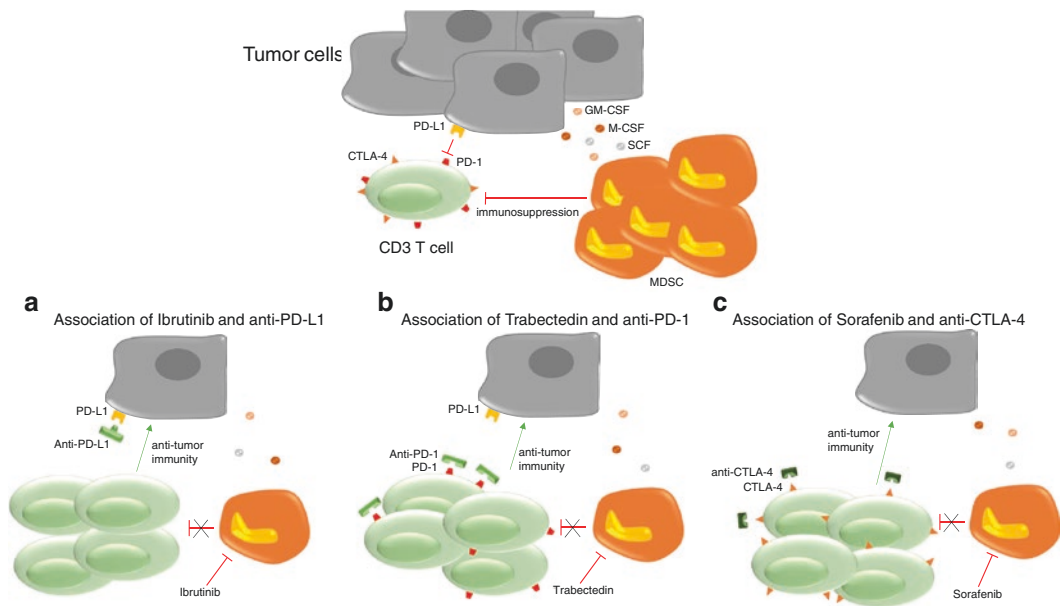 Tumor cells
GM-CSF
PD-L1
M-CSF
CTLA-4
PD-1
SCF
immunosuppression
CD3 T cell
MDSC
a
Association of Ibrutinib and anti-PD-L1
PD-L1
Anti-PD-L1
anti-tumor
immunity
Ibrutinib
b
Association of Trabectedin and anti-PD-1
PD-L1
Anti-PD-1
PD-1
anti-tumor
immunity
Trabectedin
c
Association of Sorafenib and anti-CTLA-4
anti-tumor
immunity
anti-CTLA-4
CTLA-4
Sorafenib